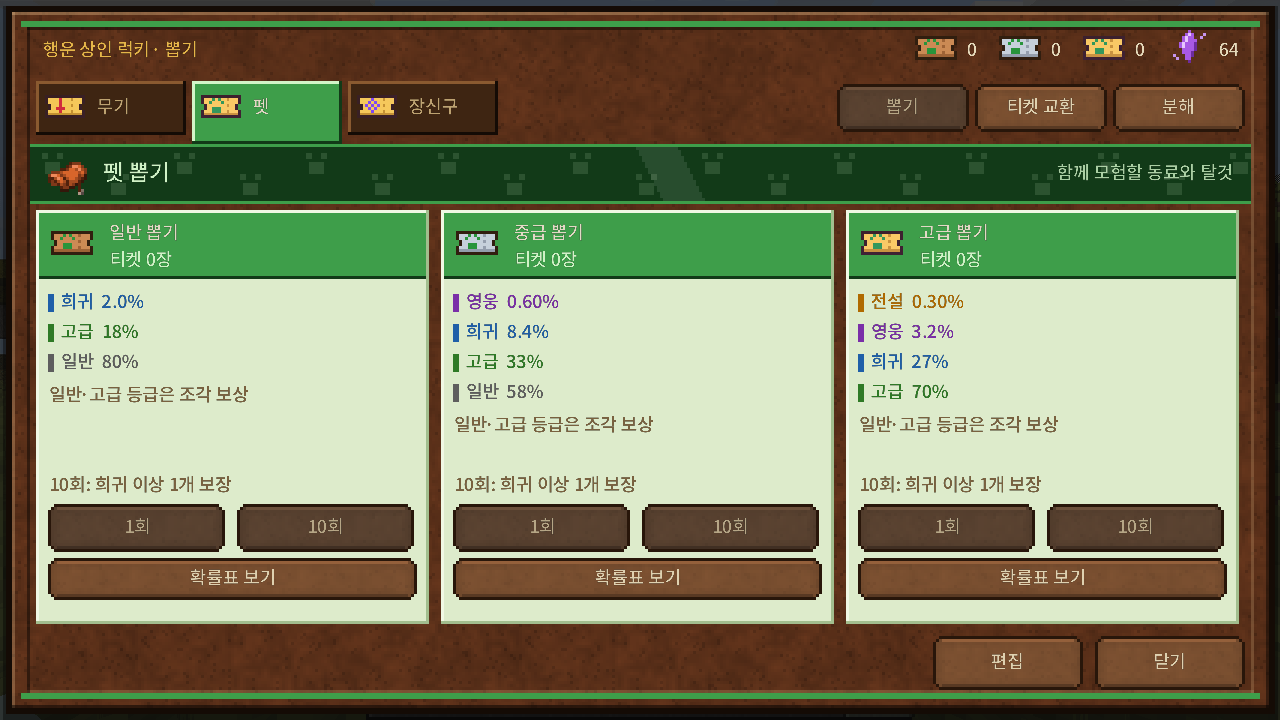 행운 상인 럭키 · 뽑기
0 0 0 64
무기 펫 장신구 뽑기 티켓 교환 분해
펫 뽑기 함께 모험할 동료와 탈것
일반 뽑기
티켓 0장
희귀 2.0%
고급 18%
일반 80%
일반·고급 등급은 조각 보상
10회: 희귀 이상 1개 보장
1회 10회
확률표 보기
중급 뽑기
티켓 0장
영웅 0.60%
희귀 8.4%
고급 33%
일반 58%
일반·고급 등급은 조각 보상
10회: 희귀 이상 1개 보장
1회 10회
확률표 보기
고급 뽑기
티켓 0장
전설 0.30%
영웅 3.2%
희귀 27%
고급 70%
일반·고급 등급은 조각 보상
10회: 희귀 이상 1개 보장
1회 10회
확률표 보기
편집 닫기